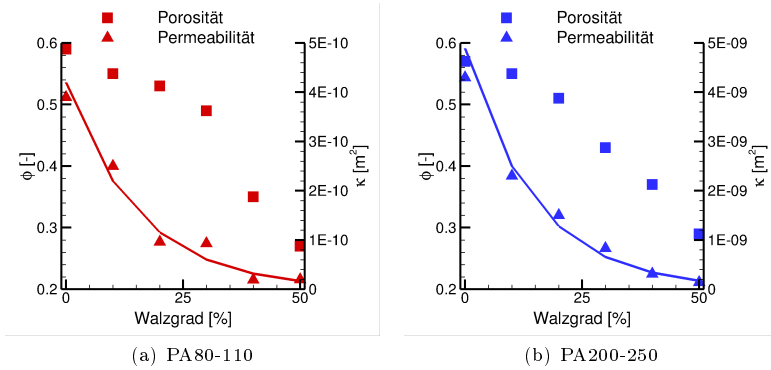 Porosität
Permeabilität
0.6
0.5
0.4
0.3
0.2
ϕ [-]
5E-10
4E-10
3E-10
2E-10
1E-10
0
κ [m²]
0 25 50
Walzgrad [%]
(a) PA80-110
Porosität
Permeabilität
0.6
0.5
0.4
0.3
0.2
ϕ [-]
5E-09
4E-09
3E-09
2E-09
1E-09
0
κ [m²]
0 25 50
Walzgrad [%]
(b) PA200-250